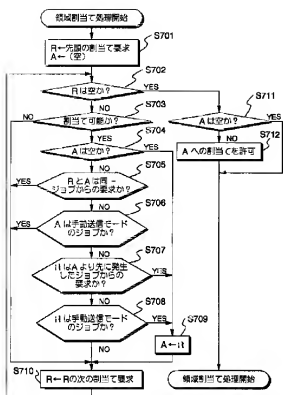 領域割当て処理開始
S701
R←先頭の割当て要求
A←(空)
S702
Rは空か?
YES
NO
S703
S711
NO
割当て可能か?
Aは空か?
YES
YES
S704
NO
S712
Aは空か?
YES
Aへの割当てを許可
NO
S705
YES
RとAは同一
ジョブからの要求か?
NO
S706
YES
Aは手動送信モード
のジョブか?
NO
S707
RはAより先に発生
したジョブからの
要求か?
YES
NO
S708
Rは手動送信モード
のジョブか?
YES
S709
NO
A←R
S710
R←Rの次の割当て要求
領域割当て処理開始